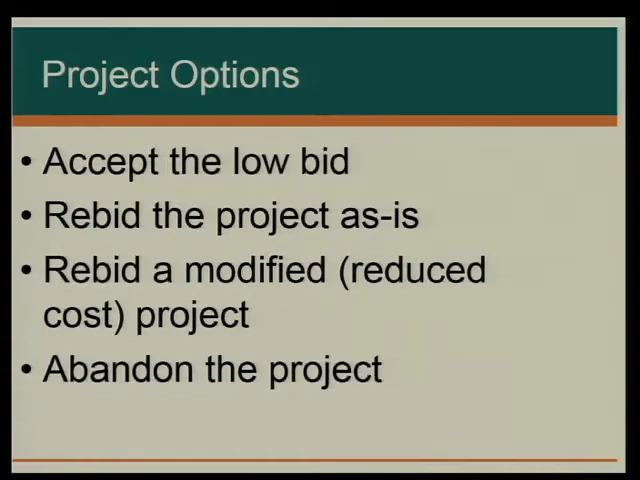 Project Options
• Accept the low bid
• Rebid the project as-is
• Rebid a modified (reduced
cost) project
• Abandon the project